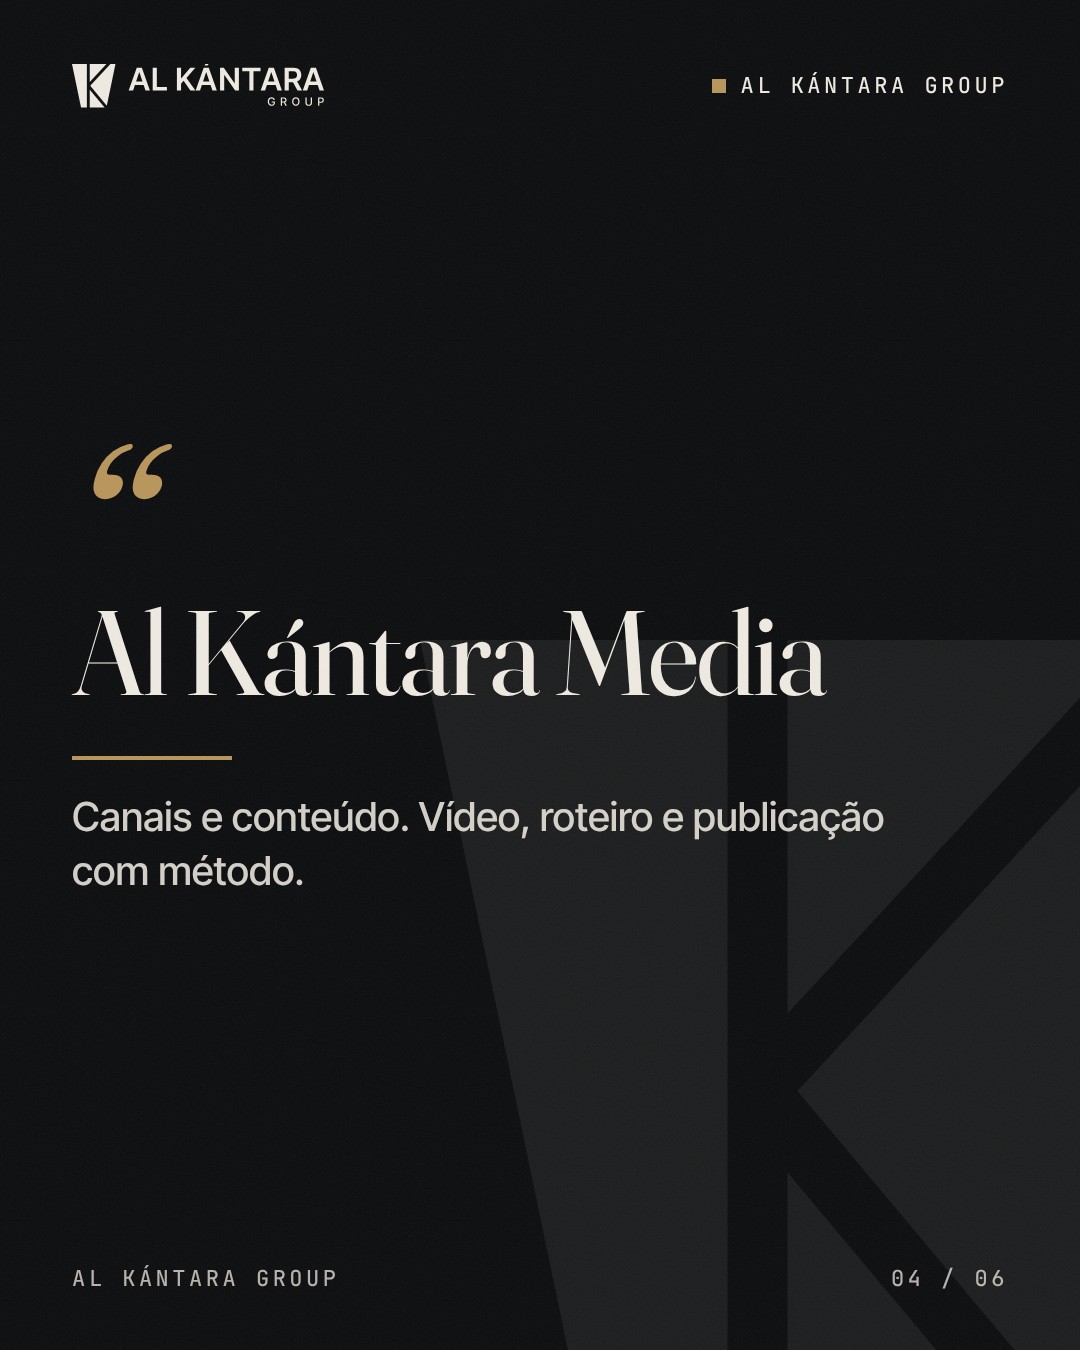 AL KÁNTARA
GROUP
AL KÁNTARA GROUP
“
Al Kántara Media
Canais e conteúdo. Vídeo, roteiro e publicação
com método.
AL KÁNTARA GROUP
04 / 06